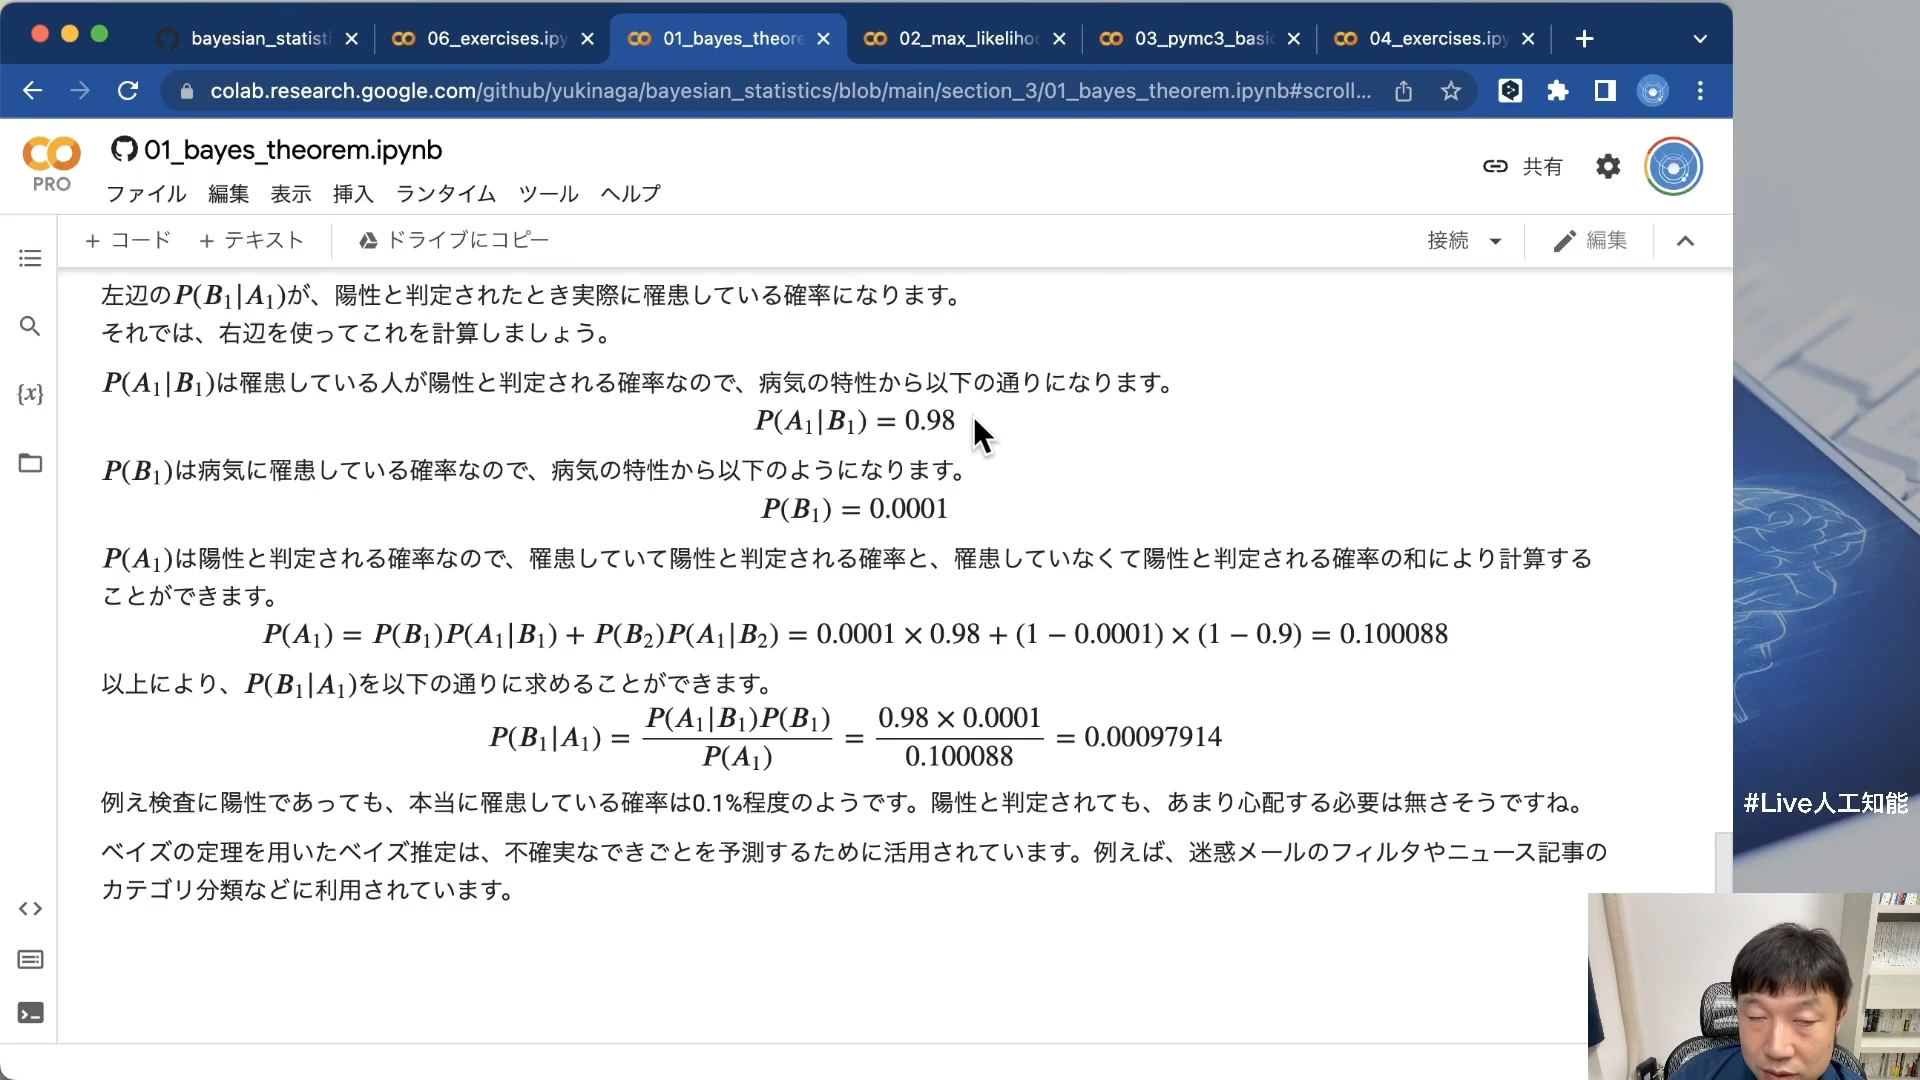 bayesian_statisti
06_exercises.ipy
01_bayes_theore
02_max_likeliho
03_pymc3_basi
04_exercises.ipy
colab.research.google.com/github/yukinaga/bayesian_statistics/blob/main/section_3/01_bayes_theorem.ipynb#scroll...
CO
PRO
01_bayes_theorem.ipynb
共有
ファイル 編集 表示 挿入 ランタイム ツール ヘルプ
+ コード + テキスト ドライブにコピー
接続
編集
{x}
左辺のP(B₁|A₁)が、陽性と判定されたとき実際に罹患している確率になります。
それでは、右辺を使ってこれを計算しましょう。
P(A₁|B₁)は罹患している人が陽性と判定される確率なので、病気の特性から以下の通りになります。
P(A₁|B₁) = 0.98
P(B₁)は病気に罹患している確率なので、病気の特性から以下のようになります。
P(B₁) = 0.0001
P(A₁)は陽性と判定される確率なので、罹患していて陽性と判定される確率と、罹患していなくて陽性と判定される確率の和により計算する
ことができます。
P(A₁) = P(B₁)P(A₁|B₁) + P(B₂)P(A₁|B₂) = 0.0001 × 0.98 + (1 − 0.0001) × (1 − 0.9) = 0.100088
以上により、P(B₁|A₁)を以下の通りに求めることができます。
P(B₁|A₁) = P(A₁|B₁)P(B₁) / P(A₁) = 0.98 × 0.0001 / 0.100088 = 0.00097914
例え検査に陽性であっても、本当に罹患している確率は0.1%程度のようです。陽性と判定されても、あまり心配する必要は無さそうですね。
ベイズの定理を用いたベイズ推定は、不確実なできごとを予測するために活用されています。例えば、迷惑メールのフィルタやニュース記事の
カテゴリ分類などに利用されています。
#Live人工知能